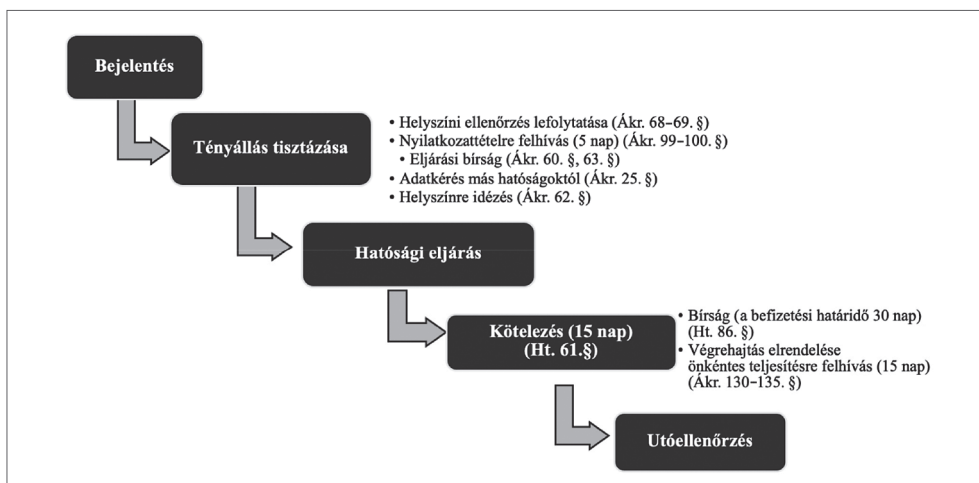 Bejelentés
Tényállás tisztázása
• Helyszíni ellenőrzés lefolytatása (Ákr. 68–69. §)
• Nyilatkozattételre felhívás (5 nap) (Ákr. 99–100. §)
• Eljárási bírság (Ákr. 60. §, 63. §)
• Adatkérés más hatóságoktól (Ákr. 25. §)
• Helyszínre idézés (Ákr. 62. §)
Hatósági eljárás
Kötelezés (15 nap)
(Ht. 61.§)
• Bírság (a befizetési határidő 30 nap)
(Ht. 86. §)
• Végrehajtás elrendelése
önkéntes teljesítésre felhívás (15 nap)
(Ákr. 130–135. §)
Utóellenőrzés